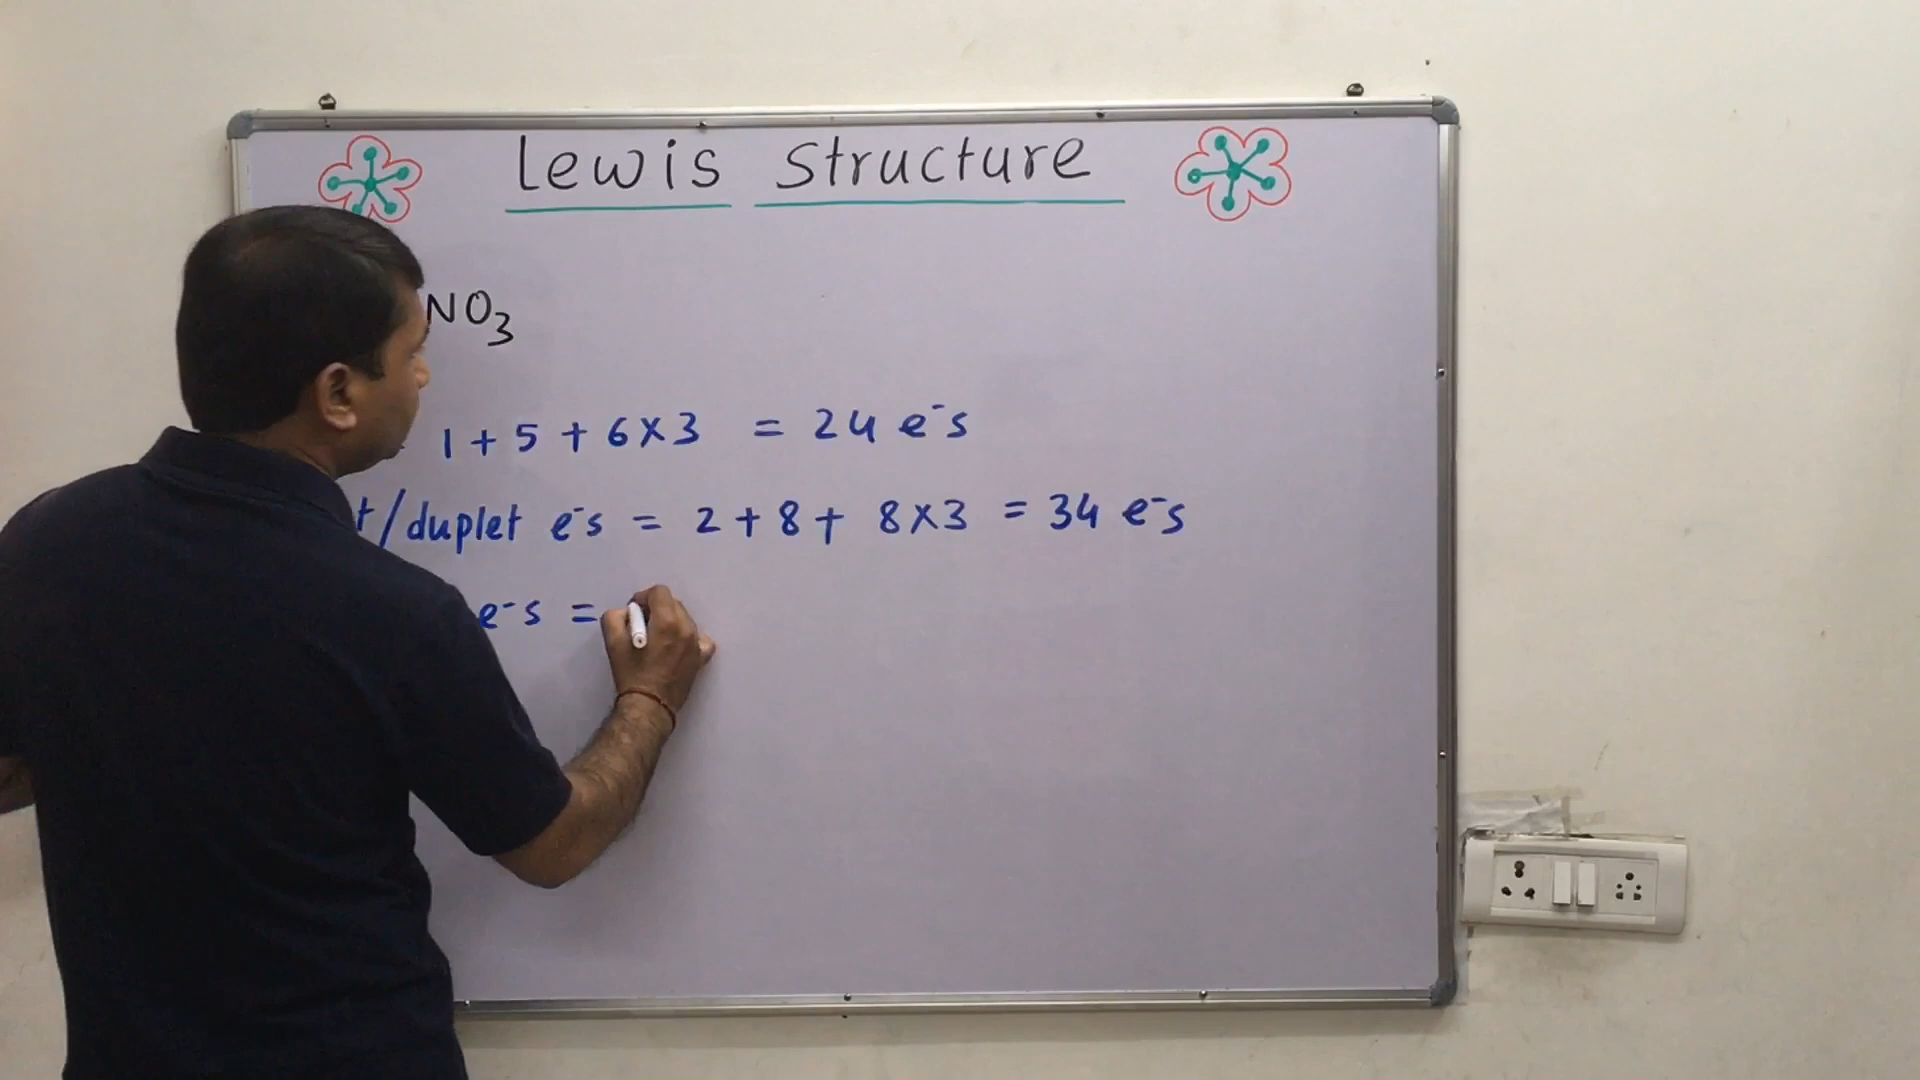 Lewis Structure
NO3
1 + 5 + 6 x 3 = 24 e-s
t/duplet e-s = 2 + 8 + 8 x 3 = 34 e-s
e-s =